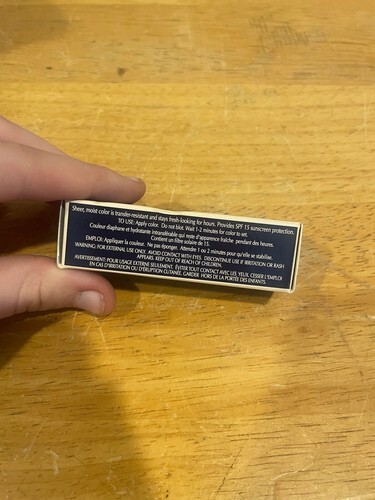 Sheer, moist color is transfer-resistant and stays fresh-looking for hours. Provides SPF 15 sunscreen protection.
TO USE: Apply color. Do not blot. Wait 1-2 minutes for color to set.
Couleur diaphane et hydratante intransférable qui reste d'apparence fraîche pendant des heures.
Contient un filtre solaire de 15.
EMPLOI: Appliquer la couleur. Ne pas éponger. Attendre 1 ou 2 minutes pour qu'elle se stabilise.
WARNING: FOR EXTERNAL USE ONLY. AVOID CONTACT WITH EYES. DISCONTINUE USE IF IRRITATION OR RASH
APPEARS. KEEP OUT OF REACH OF CHILDREN.
AVERTISSEMENT: POUR USAGE EXTERNE SEULEMENT. ÉVITER TOUT CONTACT AVEC LES YEUX. CESSER L'EMPLOI
EN CAS D'IRRITATION OU D'ÉRUPTION CUTANÉE. GARDER HORS DE LA PORTÉE DES ENFANTS.